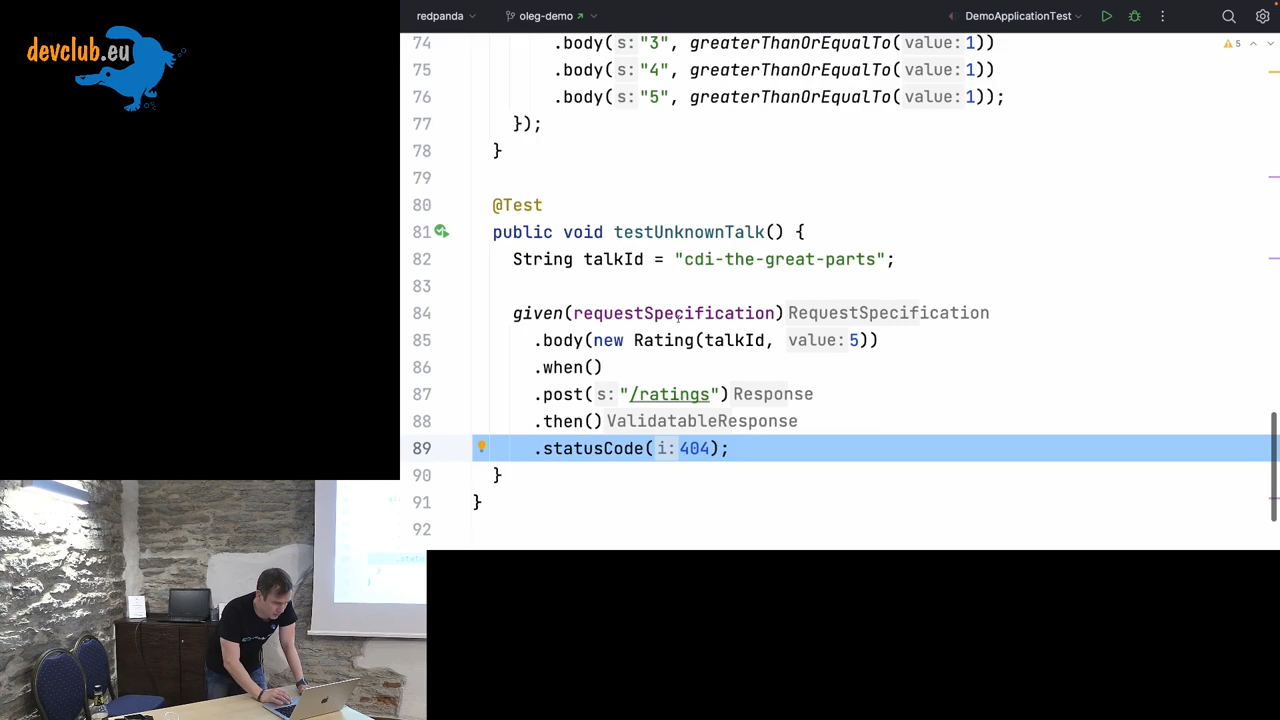 devclub.eu
redpanda
oleg-demo
DemoApplicationTest
74 .body( s: "3", greaterThanOrEqualTo( value: 1))
5
75 .body( s: "4", greaterThanOrEqualTo( value: 1))
76 .body( s: "5", greaterThanOrEqualTo( value: 1));
77 });
78 }
79
80 @Test
81 public void testUnknownTalk() {
82 String talkId = "cdi-the-great-parts";
83
84 given(requestSpecification) RequestSpecification
85 .body(new Rating(talkId, value: 5))
86 .when()
87 .post( s: "/ratings") Response
88 .then() ValidatableResponse
89 .statusCode( i: 404);
90 }
91 }
92